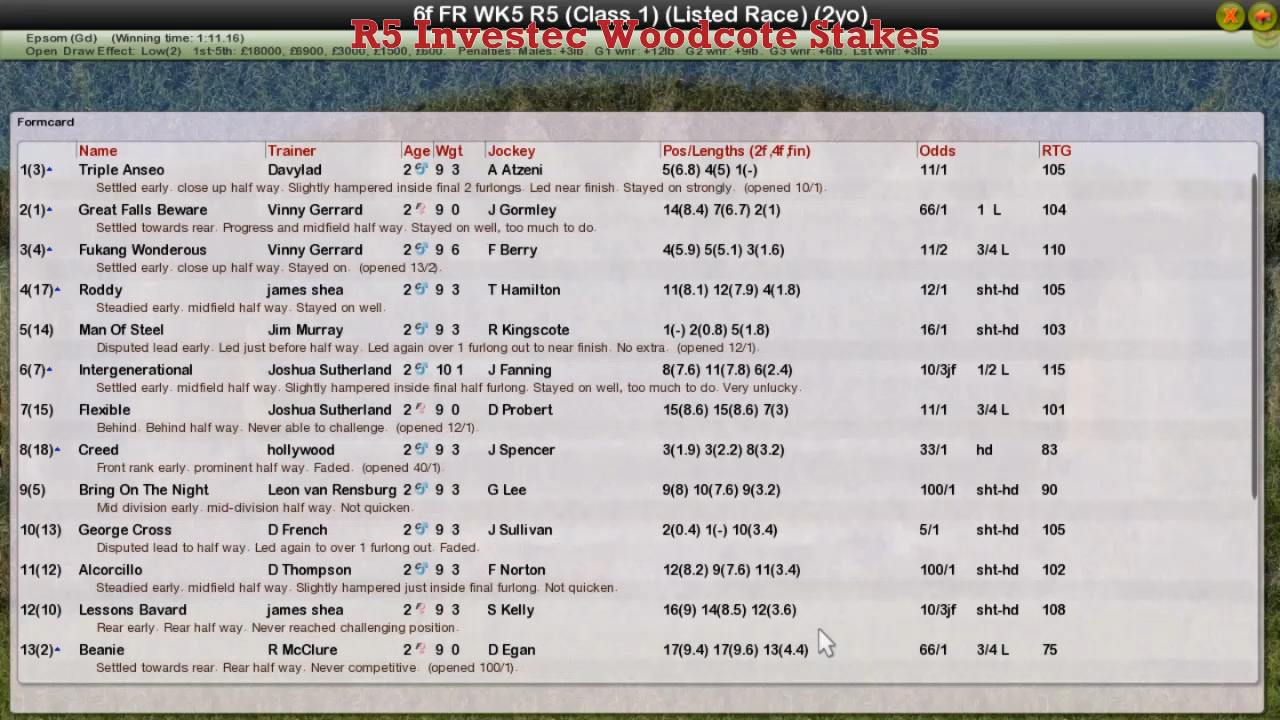 6f FR WK5 R5 (Class 1) (Listed Race) (2yo)
R5 Investec Woodcote Stakes
Epsom (Gd) (Winning time: 1:11.16)
Open Draw Effect: Low(2) 1st-5th: £18000, £6900, £3000, £1500, £600. Penalties: Males: +3lb. G1 wnr: +12lb. G2 wnr: +9lb. G3 wnr: +6lb. Lst wnr: +3lb.
Formcard
Name Trainer Age Wgt Jockey Pos/Lengths (2f,4f,fin) Odds RTG
1(3) Triple Anseo Davylad 2 9 3 A Atzeni 5(6.8) 4(5) 1(-) 11/1 105
Settled early. close up half way. Slightly hampered inside final 2 furlongs. Led near finish. Stayed on strongly. (opened 10/1).
2(1) Great Falls Beware Vinny Gerrard 2 9 0 J Gormley 14(8.4) 7(6.7) 2(1) 66/1 1 L 104
Settled towards rear. Progress and midfield half way. Stayed on well, too much to do.
3(4) Fukang Wonderous Vinny Gerrard 2 9 6 F Berry 4(5.9) 5(5.1) 3(1.6) 11/2 3/4 L 110
Settled early. close up half way. Stayed on. (opened 13/2).
4(17) Roddy james shea 2 9 3 T Hamilton 11(8.1) 12(7.9) 4(1.8) 12/1 sht-hd 105
Steadied early. midfield half way. Stayed on well.
5(14) Man Of Steel Jim Murray 2 9 3 R Kingscote 1(-) 2(0.8) 5(1.8) 16/1 sht-hd 103
Disputed lead early. Led just before half way. Led again over 1 furlong out to near finish. No extra. (opened 12/1).
6(7) Intergenerational Joshua Sutherland 2 10 1 J Fanning 8(7.6) 11(7.8) 6(2.4) 10/3jf 1/2 L 115
Settled early. midfield half way. Slightly hampered inside final half furlong. Stayed on well, too much to do. Very unlucky.
7(15) Flexible Joshua Sutherland 2 9 0 D Probert 15(8.6) 15(8.6) 7(3) 11/1 3/4 L 101
Behind. Behind half way. Never able to challenge. (opened 12/1).
8(18) Creed hollywood 2 9 3 J Spencer 3(1.9) 3(2.2) 8(3.2) 33/1 hd 83
Front rank early. prominent half way. Faded. (opened 40/1).
9(5) Bring On The Night Leon van Rensburg 2 9 3 G Lee 9(8) 10(7.6) 9(3.2) 100/1 sht-hd 90
Mid division early. mid-division half way. Not quicken.
10(13) George Cross D French 2 9 3 J Sullivan 2(0.4) 1(-) 10(3.4) 5/1 sht-hd 105
Disputed lead to half way. Led again to over 1 furlong out. Faded.
11(12) Alcorcillo D Thompson 2 9 3 F Norton 12(8.2) 9(7.6) 11(3.4) 100/1 sht-hd 102
Steadied early. midfield half way. Slightly hampered just inside final furlong. Not quicken.
12(10) Lessons Bavard james shea 2 9 3 S Kelly 16(9) 14(8.5) 12(3.6) 10/3jf sht-hd 108
Rear early. Rear half way. Never reached challenging position.
13(2) Beanie R McClure 2 9 0 D Egan 17(9.4) 17(9.6) 13(4.4) 66/1 3/4 L 75
Settled towards rear. Rear half way. Never competitive. (opened 100/1).